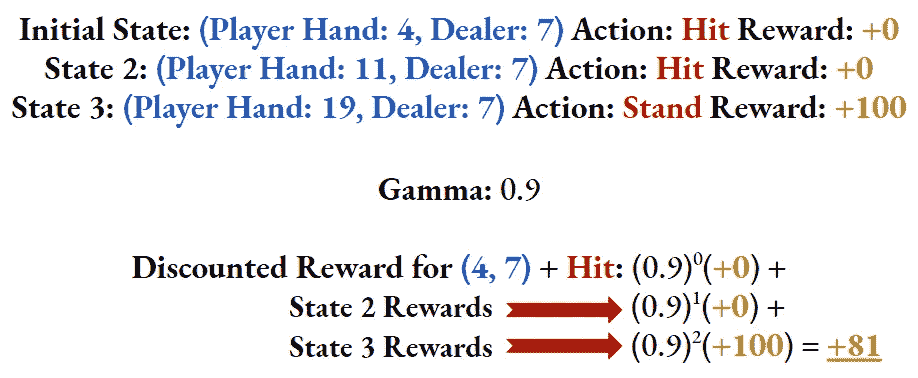 Initial State: (Player Hand: 4, Dealer: 7) Action: Hit Reward: +0
State 2: (Player Hand: 11, Dealer: 7) Action: Hit Reward: +0
State 3: (Player Hand: 19, Dealer: 7) Action: Stand Reward: +100
Gamma: 0.9
Discounted Reward for (4, 7) + Hit: (0.9)⁰(+0) +
State 2 Rewards (0.9)¹(+0) +
State 3 Rewards (0.9)²(+100) = +81